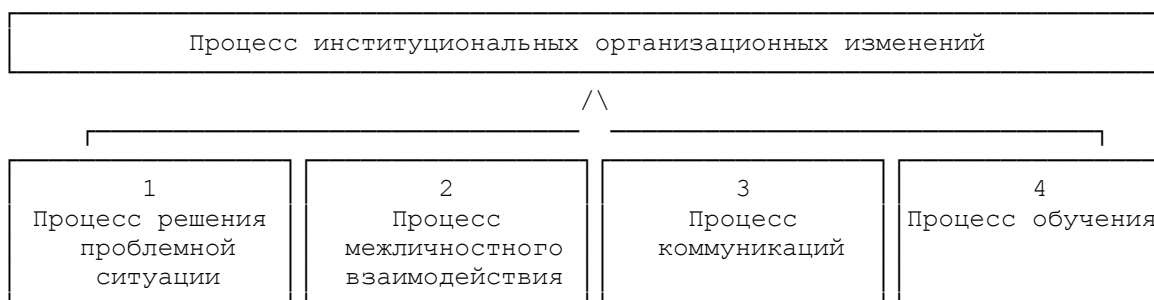 Процесс институциональных организационных изменений
/\
1 2 3 4
Процесс решения Процесс Процесс Процесс обучения
проблемной межличностного коммуникаций
ситуации взаимодействия